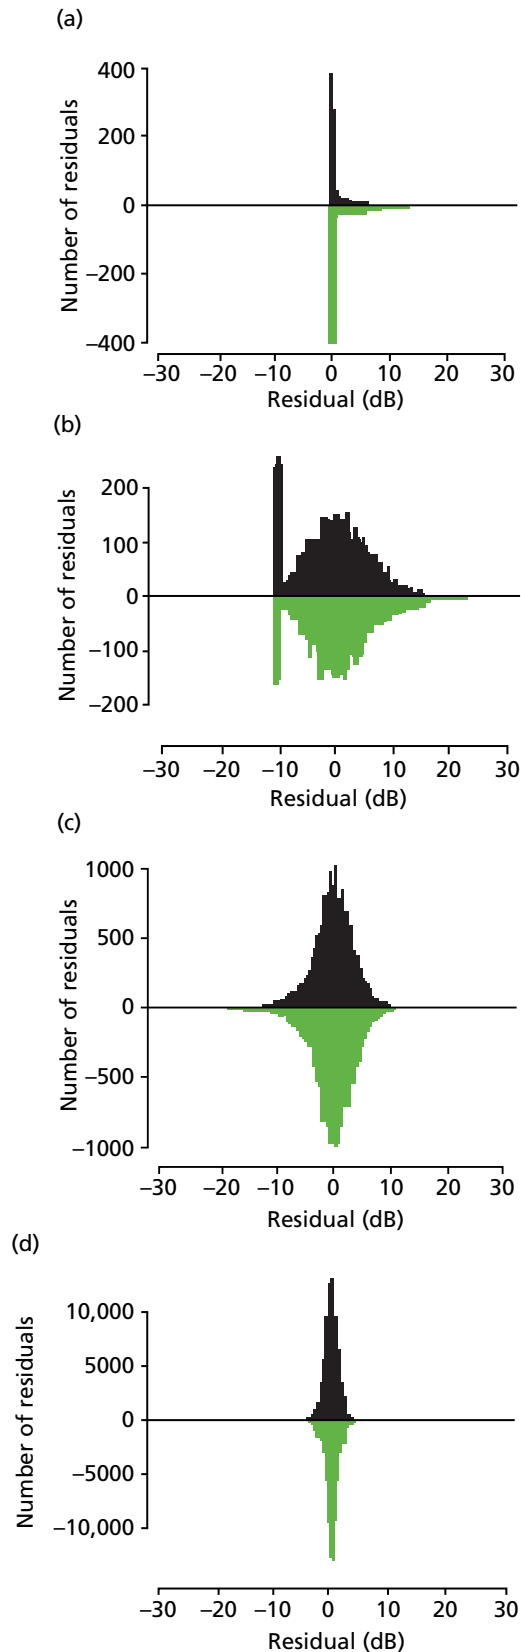 (a)
400
200
0
−200
−400
Number of residuals
−30 −20 −10 0 10 20 30
Residual (dB)
(b)
200
100
0
−100
−200
Number of residuals
−30 −20 −10 0 10 20 30
Residual (dB)
(c)
1000
500
0
−500
−1000
Number of residuals
−30 −20 −10 0 10 20 30
Residual (dB)
(d)
10,000
5000
0
−5000
−10,000
Number of residuals
−30 −20 −10 0 10 20 30
Residual (dB)